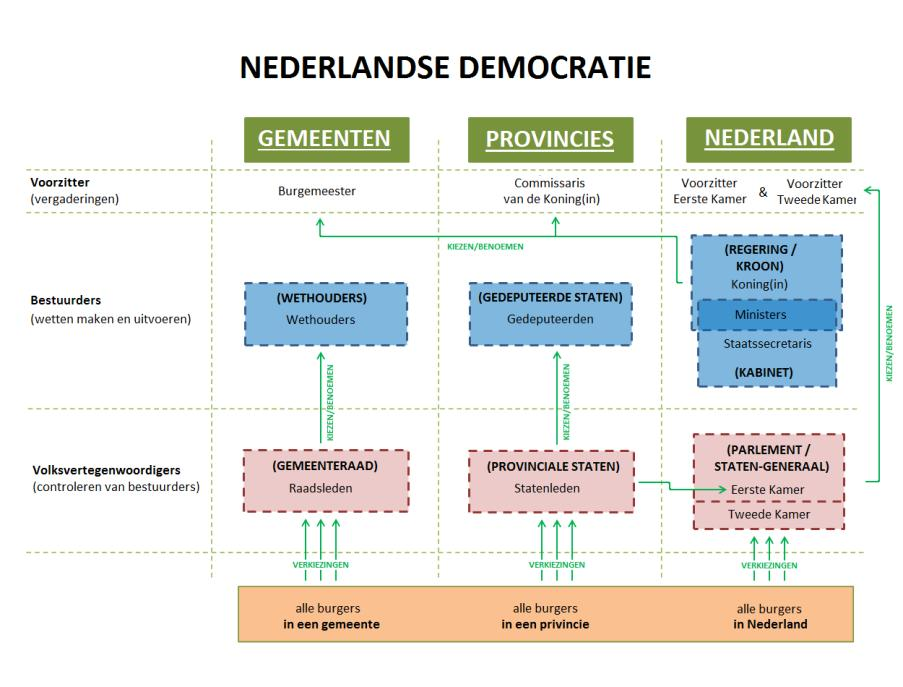 NEDERLANDSE DEMOCRATIE
GEMEENTEN
PROVINCIES
NEDERLAND
Voorzitter
(vergaderingen)
Burgemeester
Commissaris
van de Koning(in)
Voorzitter
Eerste Kamer
&
Voorzitter
Tweede Kamer
KIEZEN/BENOEMEN
Bestuurders
(wetten maken en uitvoeren)
(WETHOUDERS)
Wethouders
(GEDEPUTEERDE STATEN)
Gedeputeerden
(REGERING /
KROON)
Koning(in)
Ministers
Staatssecretaris
(KABINET)
KIEZEN/BENOEMEN
KIEZEN/BENOEMEN
KIEZEN/BENOEMEN
Volksvertegenwoordigers
(controleren van bestuurders)
(GEMEENTERAAD)
Raadsleden
(PROVINCIALE STATEN)
Statenleden
(PARLEMENT /
STATEN-GENERAAL)
Eerste Kamer
Tweede Kamer
VERKIEZINGEN
VERKIEZINGEN
VERKIEZINGEN
alle burgers
in een gemeente
alle burgers
in een privincie
alle burgers
in Nederland